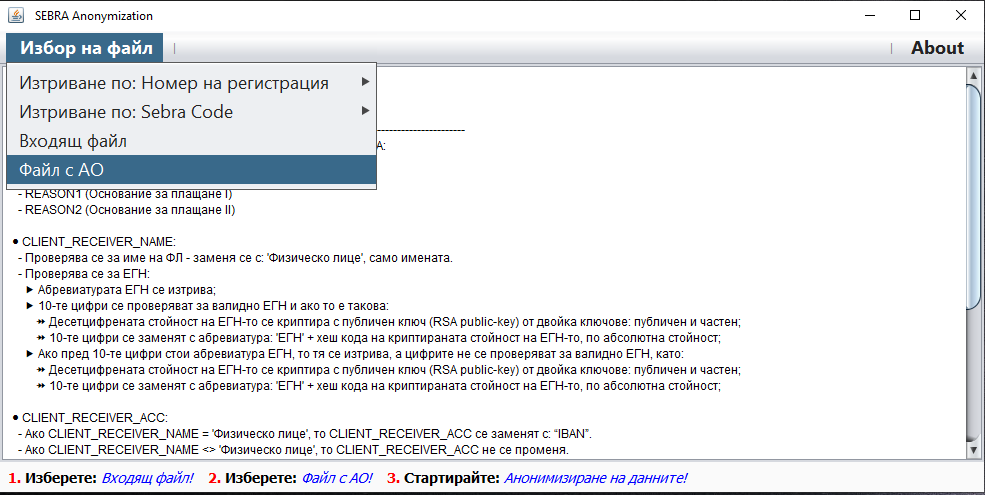 SEBRA Anonymization
Избор на файл | | About
Изтриване по: Номер на регистрация
Изтриване по: Sebra Code
Входящ файл
Файл с АО
А:
- REASON1 (Основание за плащане I)
- REASON2 (Основание за плащане II)
● CLIENT_RECEIVER_NAME:
- Проверява се за име на ФЛ - заменя се с: 'Физическо лице', само имената.
- Проверява се за ЕГН:
► Абревиатурата ЕГН се изтрива;
► 10-те цифри се проверяват за валидно ЕГН и ако то е такова:
↠ Десетцифрената стойност на ЕГН-то се криптира с публичен ключ (RSA public-key) от двойка ключове: публичен и частен;
↠ 10-те цифри се заменят с абревиатура: 'ЕГН' + хеш кода на криптираната стойност на ЕГН-то, по абсолютна стойност;
► Ако пред 10-те цифри стои абревиатура ЕГН, то тя се изтрива, а цифрите не се проверяват за валидно ЕГН, като:
↠ Десетцифрената стойност на ЕГН-то се криптира с публичен ключ (RSA public-key) от двойка ключове: публичен и частен;
↠ 10-те цифри се заменят с абревиатура: 'ЕГН' + хеш кода на криптираната стойност на ЕГН-то, по абсолютна стойност;
● CLIENT_RECEIVER_ACC:
- Ако CLIENT_RECEIVER_NAME = 'Физическо лице', то CLIENT_RECEIVER_ACC се заменят с: “IBAN”.
- Ако CLIENT_RECEIVER_NAME <> 'Физическо лице', то CLIENT_RECEIVER_ACC не се променя.
1. Изберете: Входящ файл! 2. Изберете: Файл с АО! 3. Стартирайте: Анонимизиране на данните!